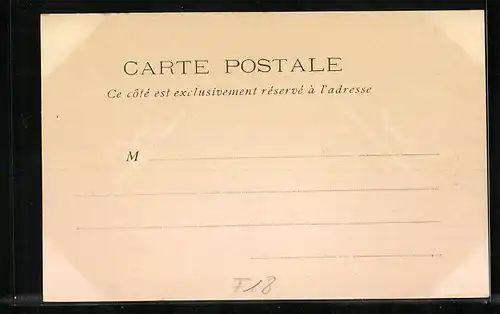 CARTE POSTALE
Ce côté est exclusivement réservé à l'adresse
M
F18